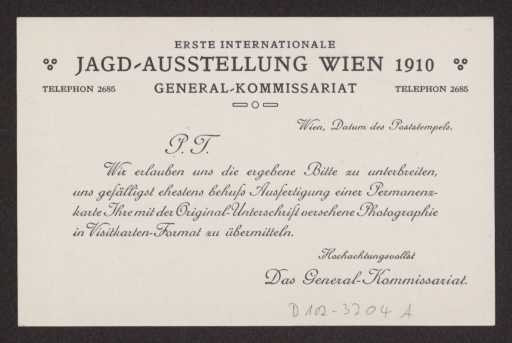 ERSTE INTERNATIONALE
JAGD-AUSSTELLUNG WIEN 1910
TELEPHON 2685 GENERAL-KOMMISSARIAT TELEPHON 2685
Wien, Datum des Poststempels.
P. T.
Wir erlauben uns die ergebene Bitte zu unterbreiten,
uns gefälligst ehestens behufs Ausfertigung einer Permanenz-
karte Ihre mit der Original-Unterschrift versehene Photographie
in Visitkarten-Format zu übermitteln.
Hochachtungsvollst
Das General-Kommissariat.
D 102-3204 A